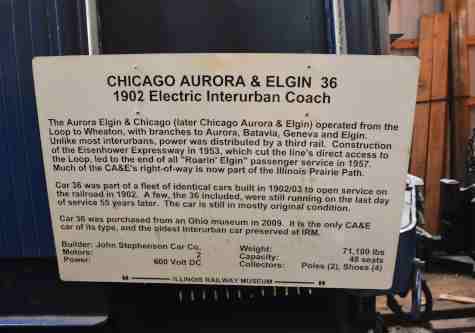 CHICAGO AURORA & ELGIN 36
1902 Electric Interurban Coach
The Aurora Elgin & Chicago (later Chicago Aurora & Elgin) operated from the
Loop to Wheaton, with branches to Aurora, Batavia, Geneva and Elgin.
Unlike most interurbans, power was distributed by a third rail. Construction
of the Eisenhower Expressway in 1953, which cut the line's direct access to
the Loop, led to the end of all "Roarin' Elgin" passenger service in 1957.
Much of the CA&E's right-of-way is now part of the Illinois Prairie Path.
Car 36 was part of a fleet of identical cars built in 1902/03 to open service on
the railroad in 1902. A few, the 36 included, were still running on the last day
of service 55 years later. The car is still in mostly original condition.
Car 36 was purchased from an Ohio museum in 2009. It is the only CA&E
car of its type, and the oldest Interurban car preserved at IRM.
Builder: John Stephenson Car Co. Weight: 71,100 lbs
Motors: 2 Capacity: 48 seats
Power: 600 Volt DC Collectors: Poles (2), Shoes (4)
ILLINOIS RAILWAY MUSEUM